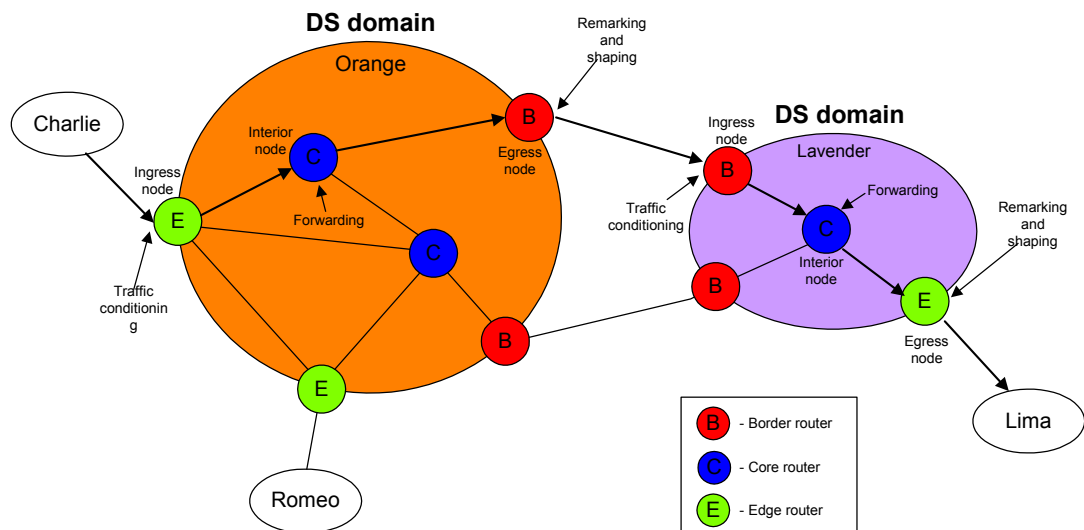 DS domain
Orange
Remarking
and
shaping
Charlie
Interior
node
B
C
Egress
node
Ingress
node
E
Forwarding
Traffic
conditionin
g
C
B
E
Romeo
DS domain
Lavender
Ingress
node
B
Forwarding
Traffic
conditioning
C
Interior
node
Remarking
and
shaping
B
E
Egress
node
Lima
B - Border router
C - Core router
E - Edge router